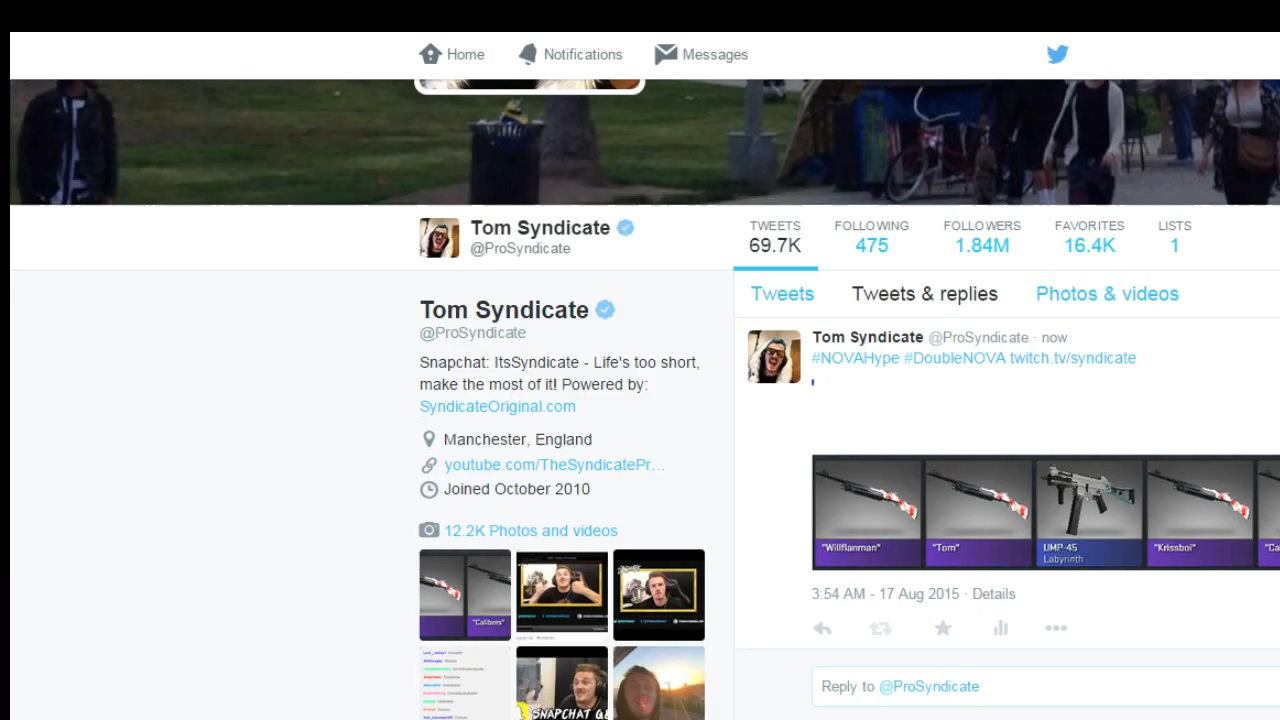 Home Notifications Messages
Tom Syndicate
@ProSyndicate
TWEETS FOLLOWING FOLLOWERS FAVORITES LISTS
69.7K 475 1.84M 16.4K 1
Tom Syndicate
@ProSyndicate
Snapchat: ItsSyndicate - Life's too short,
make the most of it! Powered by:
SyndicateOriginal.com
Manchester, England
youtube.com/TheSyndicatePr…
Joined October 2010
12.2K Photos and videos
"Calibers"
SNAPCHAT
Tweets Tweets & replies Photos & videos
Tom Syndicate @ProSyndicate · now
#NOVAHype #DoubleNOVA twitch.tv/syndicate
"Willflanman" "Tom" UMP-45 "Krissboi" "Ca
Labyrinth
3:54 AM - 17 Aug 2015 · Details
Reply to @ProSyndicate